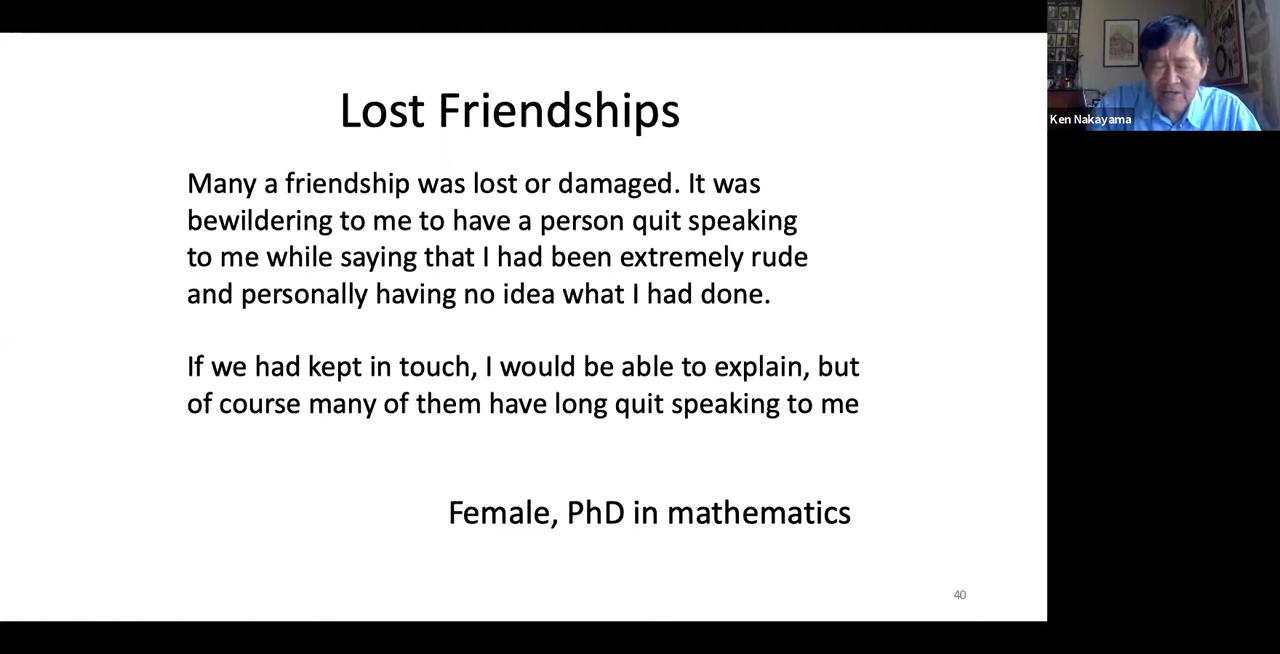 Lost Friendships
Many a friendship was lost or damaged. It was
bewildering to me to have a person quit speaking
to me while saying that I had been extremely rude
and personally having no idea what I had done.
If we had kept in touch, I would be able to explain, but
of course many of them have long quit speaking to me
Female, PhD in mathematics
40
Ken Nakayama